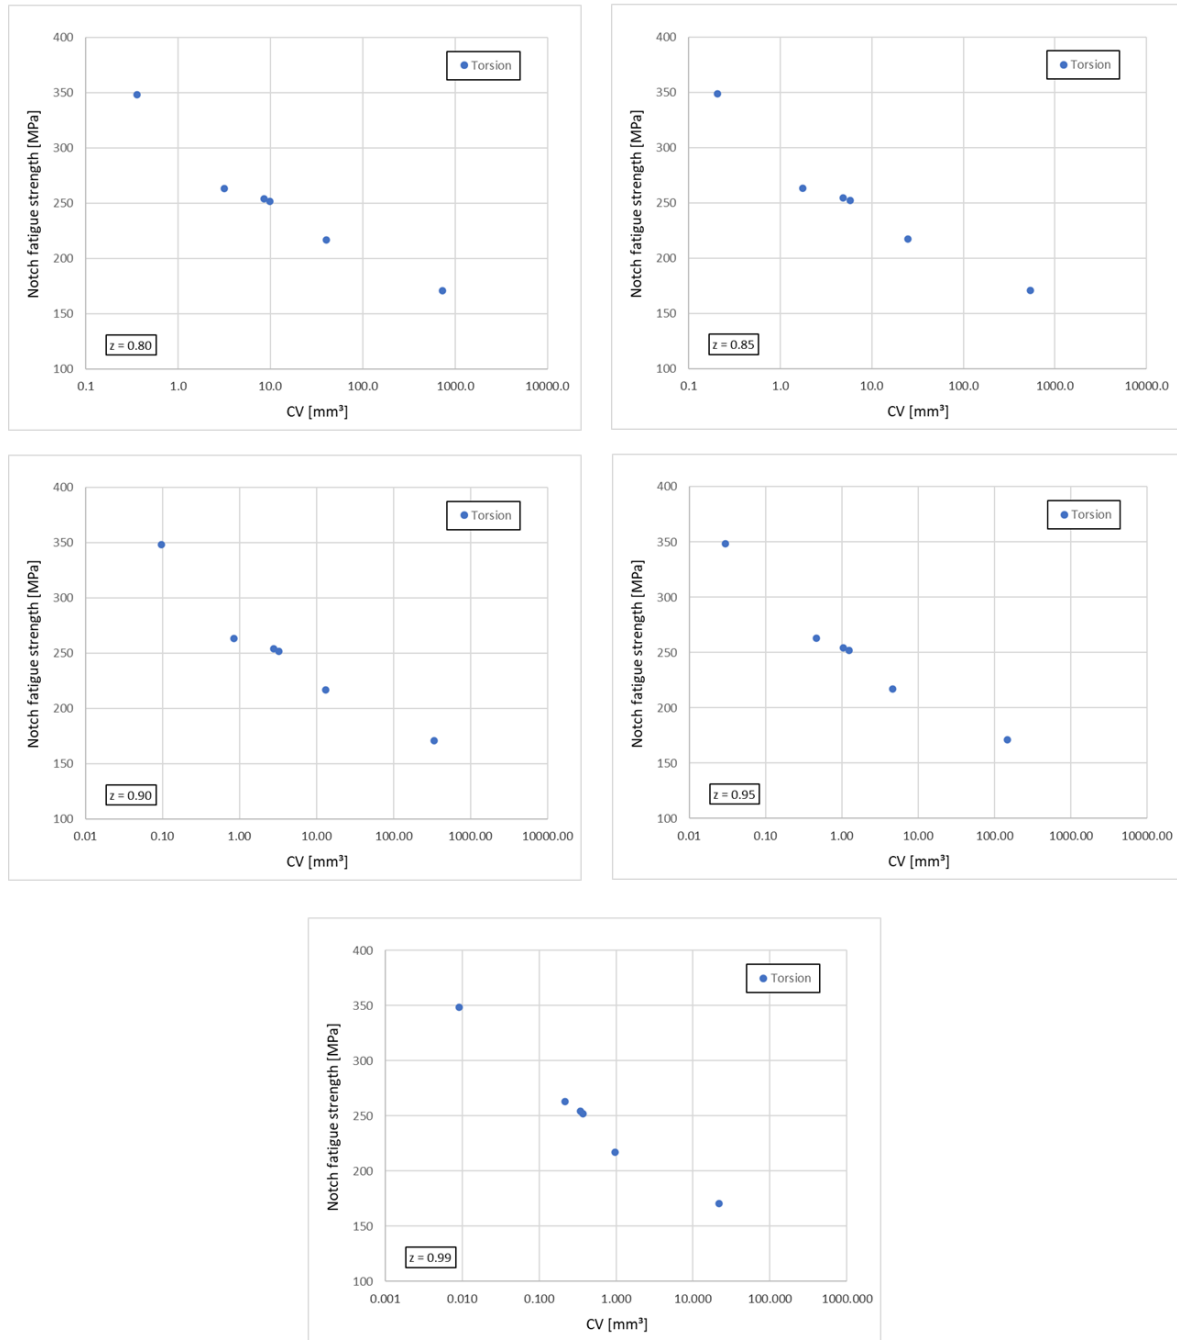 400
350
300
250
200
150
100
Notch fatigue strength [MPa]
Torsion
z = 0.80
0.1 1.0 10.0 100.0 1000.0 10000.0
CV [mm³]
400
350
300
250
200
150
100
Notch fatigue strength [MPa]
Torsion
z = 0.85
0.1 1.0 10.0 100.0 1000.0 10000.0
CV [mm³]
400
350
300
250
200
150
100
Notch fatigue strength [MPa]
Torsion
z = 0.90
0.01 0.10 1.00 10.00 100.00 1000.00 10000.00
CV [mm³]
400
350
300
250
200
150
100
Notch fatigue strength [MPa]
Torsion
z = 0.95
0.01 0.10 1.00 10.00 100.00 1000.00 10000.00
CV [mm³]
400
350
300
250
200
150
100
Notch fatigue strength [MPa]
Torsion
z = 0.99
0.001 0.010 0.100 1.000 10.000 100.000 1000.000
CV [mm³]